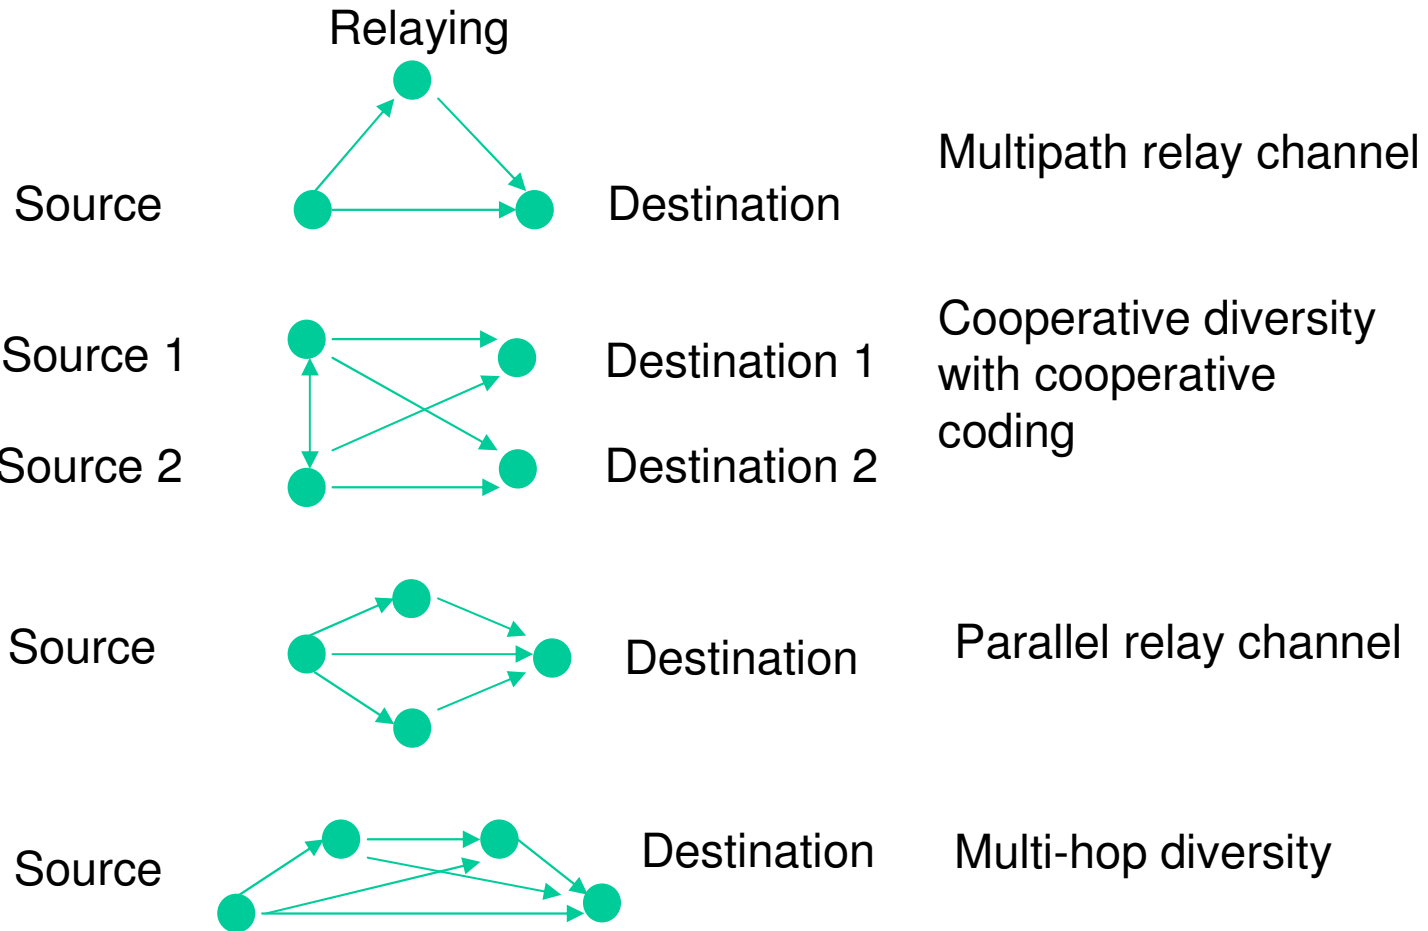 Relaying
Multipath relay channel
Source
Destination
Cooperative diversity
with cooperative
coding
Source 1
Destination 1
Source 2
Destination 2
Source
Destination
Parallel relay channel
Source
Destination
Multi-hop diversity